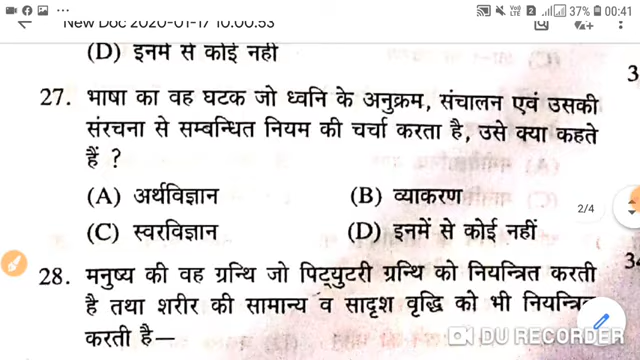 37% 00:41
New Doc 2020-01-17 10.00.53
(D) इनमे से कोई नही
3
27. भाषा का वह घटक जो ध्वनि के अनुक्रम, संचालन एवं उसकी
संरचना से सम्बन्धित नियम की चर्चा करता है, उसे क्या कहते
हैं ?
(A) अर्थविज्ञान (B) व्याकरण
2/4
(C) स्वरविज्ञान (D) इनमें से कोई नहीं
28. मनुष्य की वह ग्रन्थि जो पिट्युटरी ग्रन्थि को नियन्त्रित करती
34
है तथा शरीर की सामान्य व सादृश वृद्धि को भी नियन्त्रि
करती है—
DU RECORDER